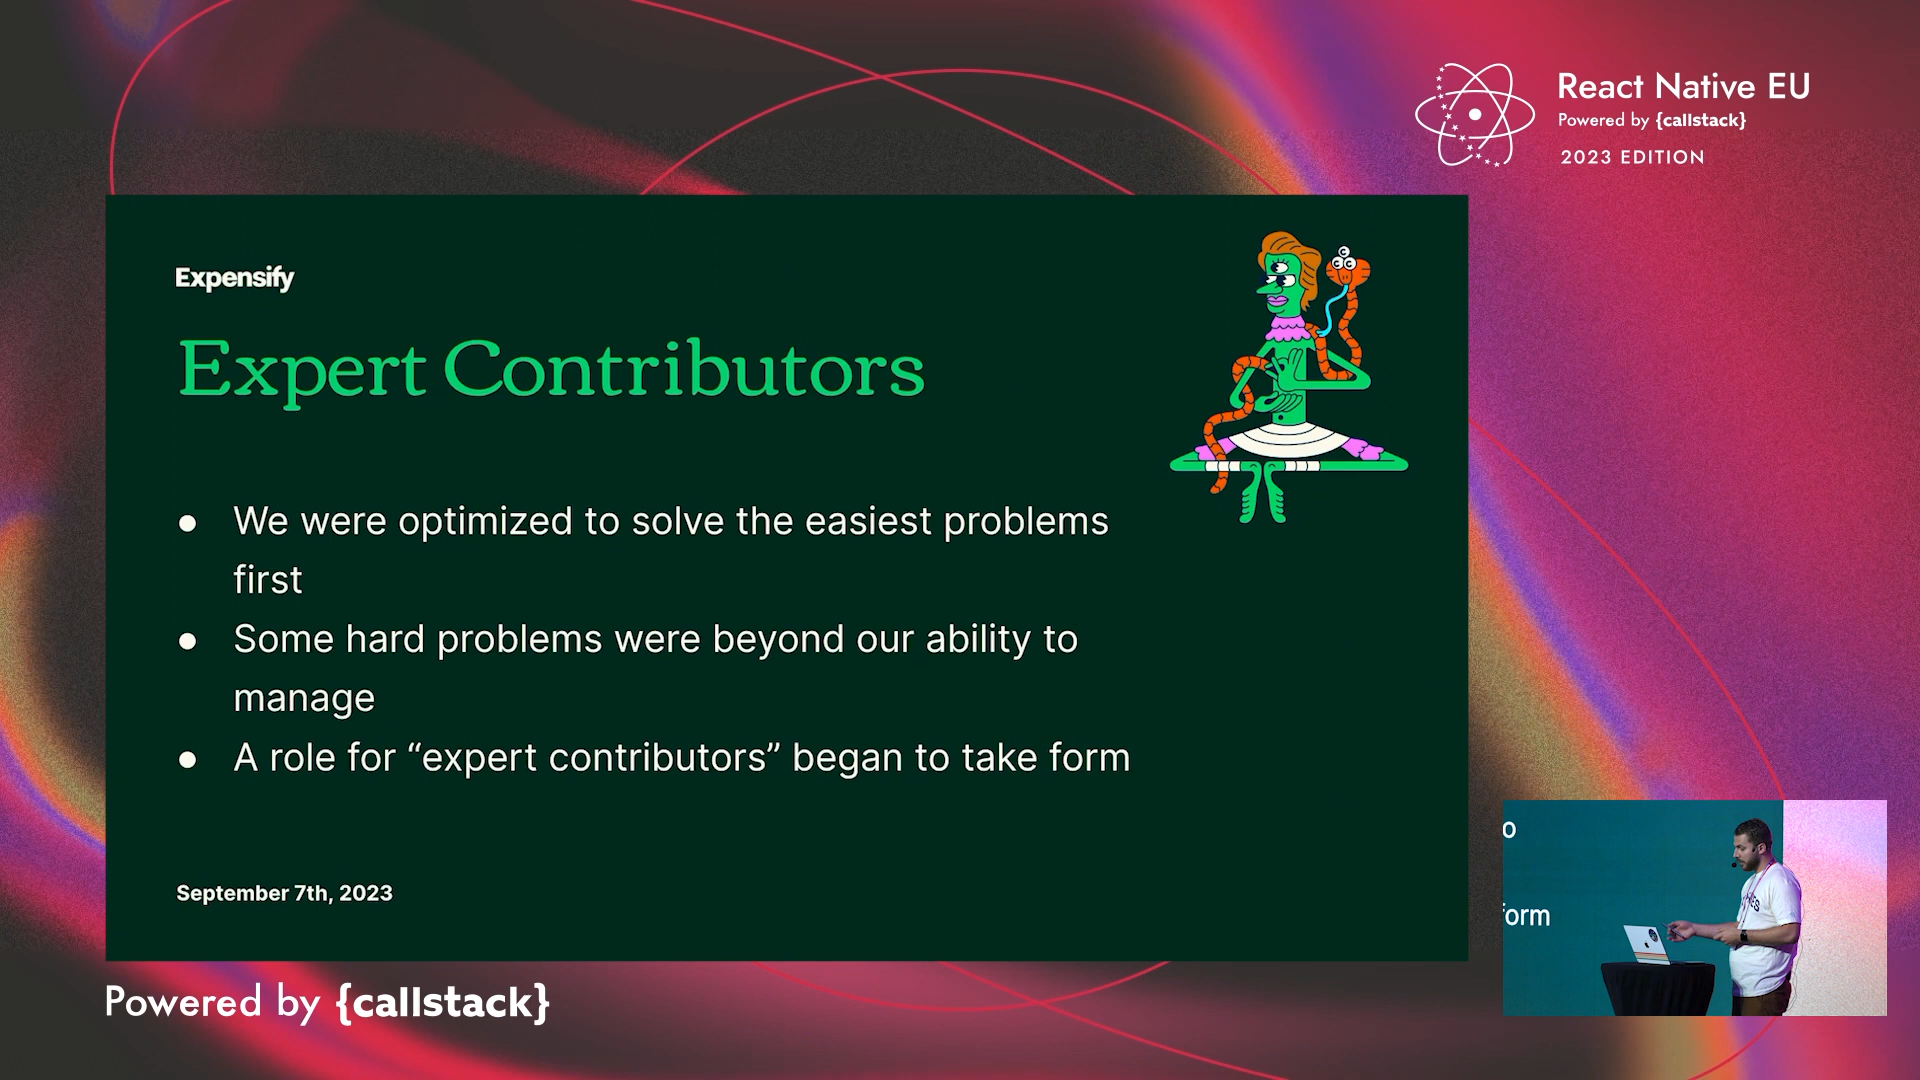 React Native EU
Powered by {callstack}
2023 EDITION
Expensify
Expert Contributors
● We were optimized to solve the easiest problems
first
● Some hard problems were beyond our ability to
manage
● A role for “expert contributors” began to take form
September 7th, 2023
o
form
Powered by {callstack}